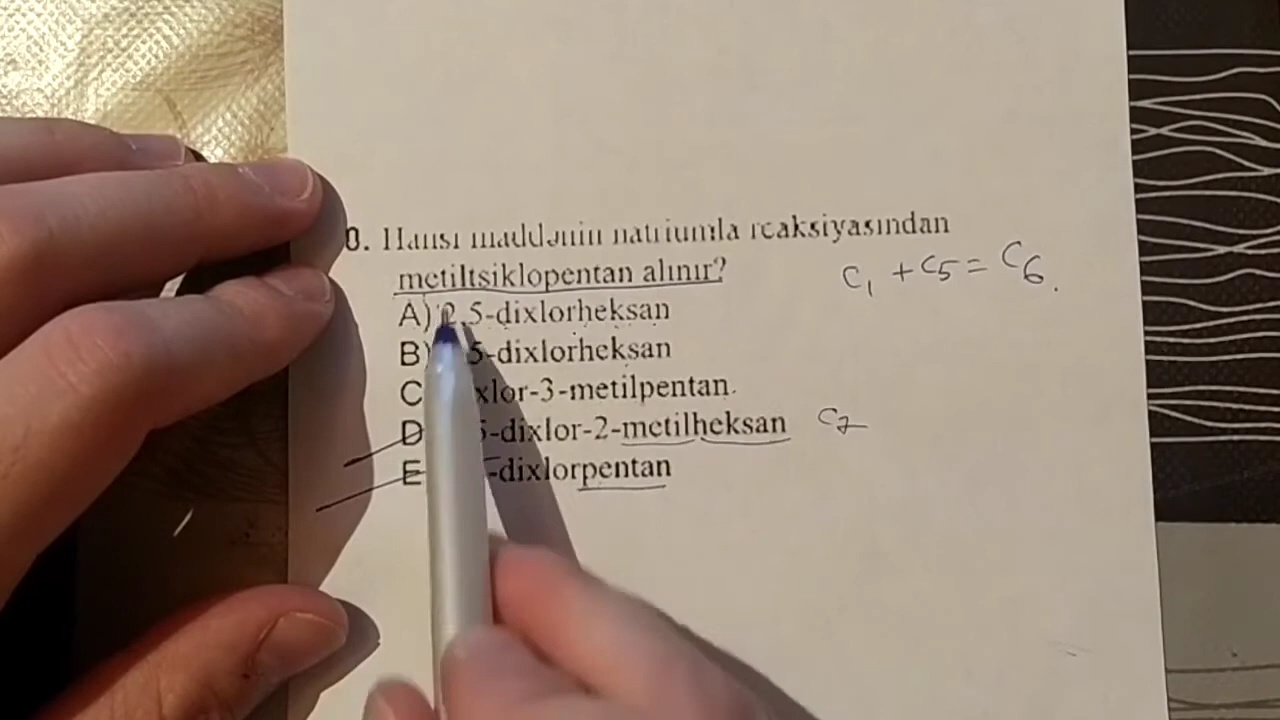 0. Hansı maddənin natriumla reaksiyasından
metiltsiklopentan alınır?
C₁ + C5 = C6.
A) 2,5-dixlorheksan
B) 5-dixlorheksan
C -3-metilpentan.
D 5-dixlor-2-metilheksan C7
E -dixlorpentan